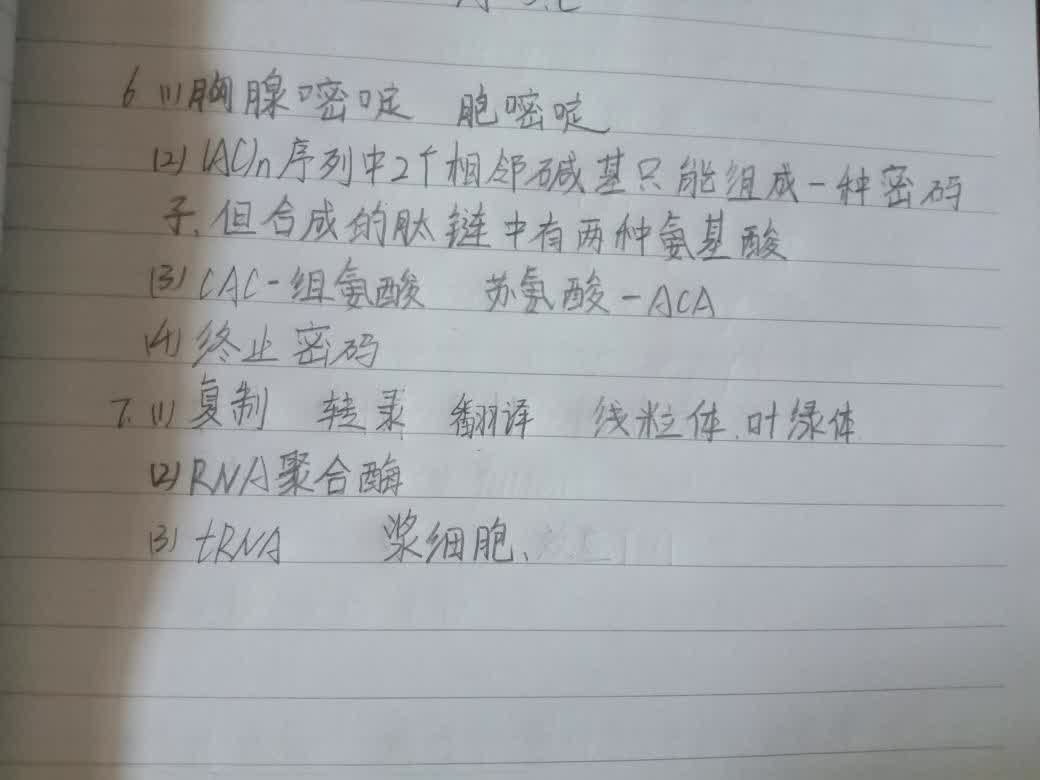 6 (1) 胸腺嘧啶 胞嘧啶
(2) (AC)n序列中2个相邻碱基只能组成一种密码
子、但合成的肽链中有两种氨基酸
(3) CAC-组氨酸 苏氨酸-ACA
(4) 终止密码
7. (1) 复制 转录 翻译 线粒体、叶绿体
(2) RNA聚合酶
(3) tRNA 浆细胞、